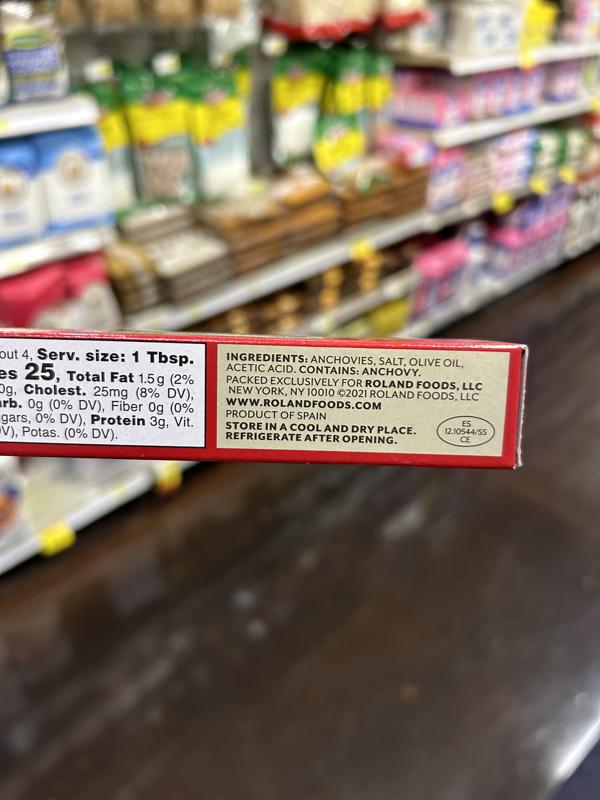 out 4, Serv. size: 1 Tbsp.
es 25, Total Fat 1.5g (2%
0g, Cholest. 25mg (8% DV),
arb. 0g (0% DV), Fiber 0g (0%
gars, 0% DV), Protein 3g, Vit.
V), Potas. (0% DV).
INGREDIENTS: ANCHOVIES, SALT, OLIVE OIL,
ACETIC ACID. CONTAINS: ANCHOVY.
PACKED EXCLUSIVELY FOR ROLAND FOODS, LLC
NEW YORK, NY 10010 ©2021 ROLAND FOODS, LLC
WWW.ROLANDFOODS.COM
PRODUCT OF SPAIN
STORE IN A COOL AND DRY PLACE.
REFRIGERATE AFTER OPENING.
ES
12.10544/SS
CE